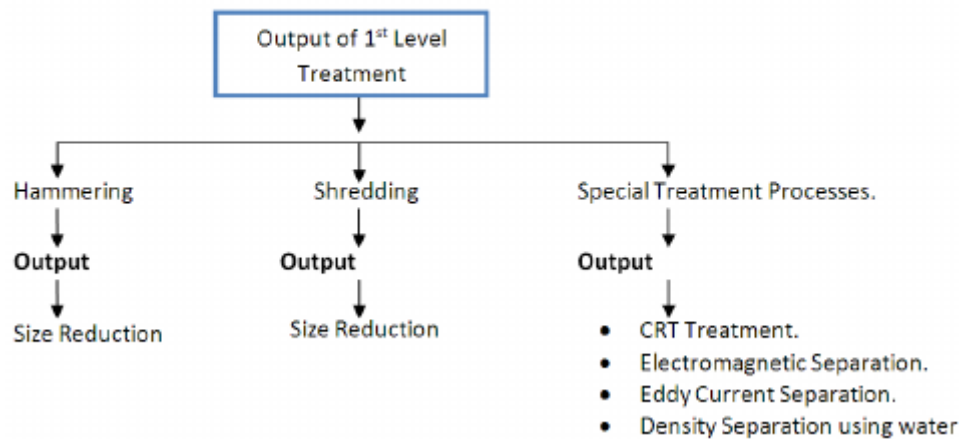 Output of 1st Level
Treatment
Hammering
Shredding
Special Treatment Processes.
Output
Output
Output
Size Reduction
Size Reduction
• CRT Treatment.
• Electromagnetic Separation.
• Eddy Current Separation.
• Density Separation using water